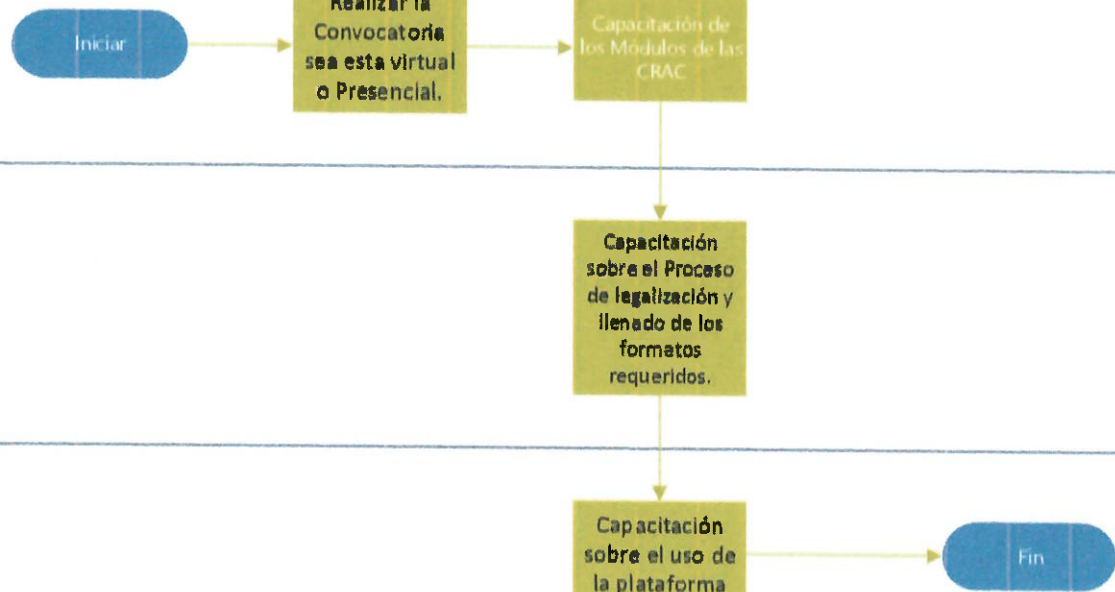 Iniciar
Realizar la
Convocatoria
sea esta virtual
o Presencial.
Capacitación de
los Módulos de las
CRAC
Capacitación
sobre el Proceso
de legalización y
llenado de los
formatos
requeridos.
Capacitación
sobre el uso de
la plataforma
Fin